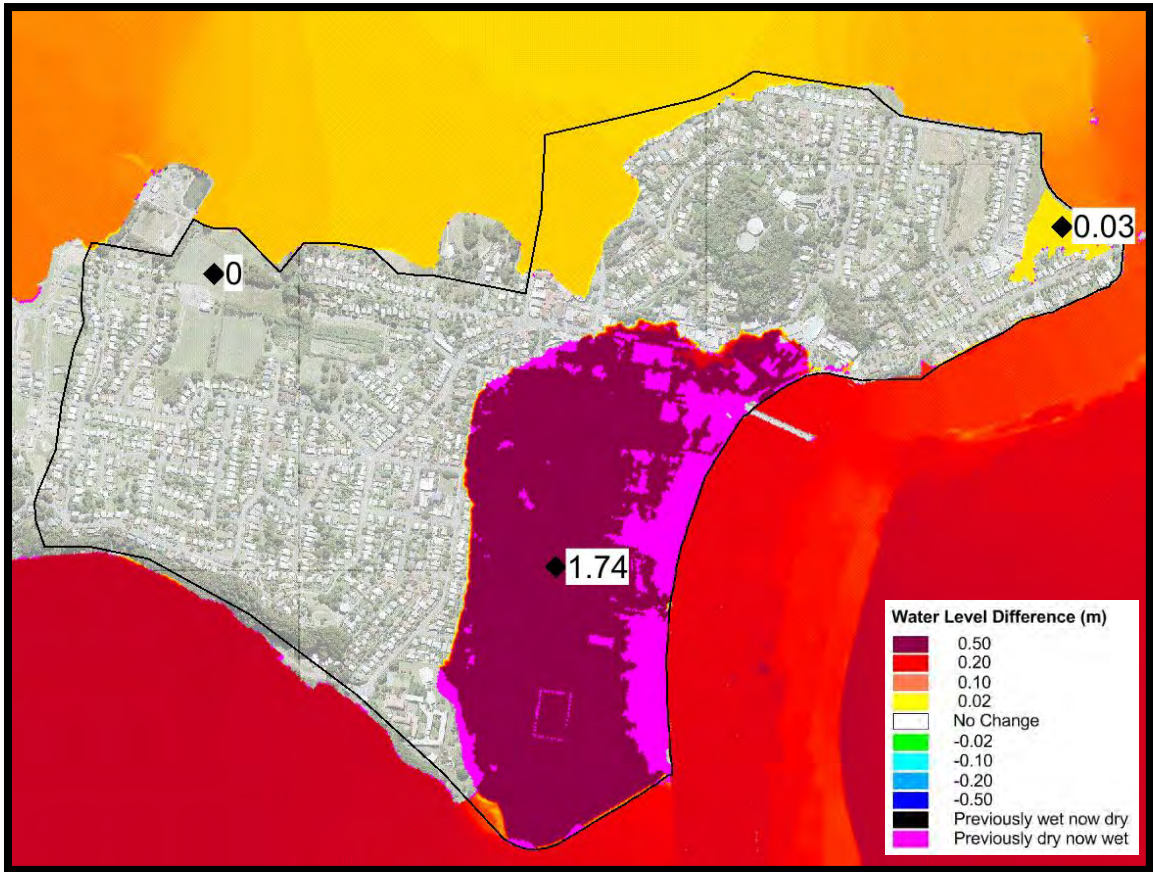 0.03
0
1.74
Water Level Difference (m)
0.50
0.20
0.10
0.02
No Change
-0.02
-0.10
-0.20
-0.50
Previously wet now dry
Previously dry now wet